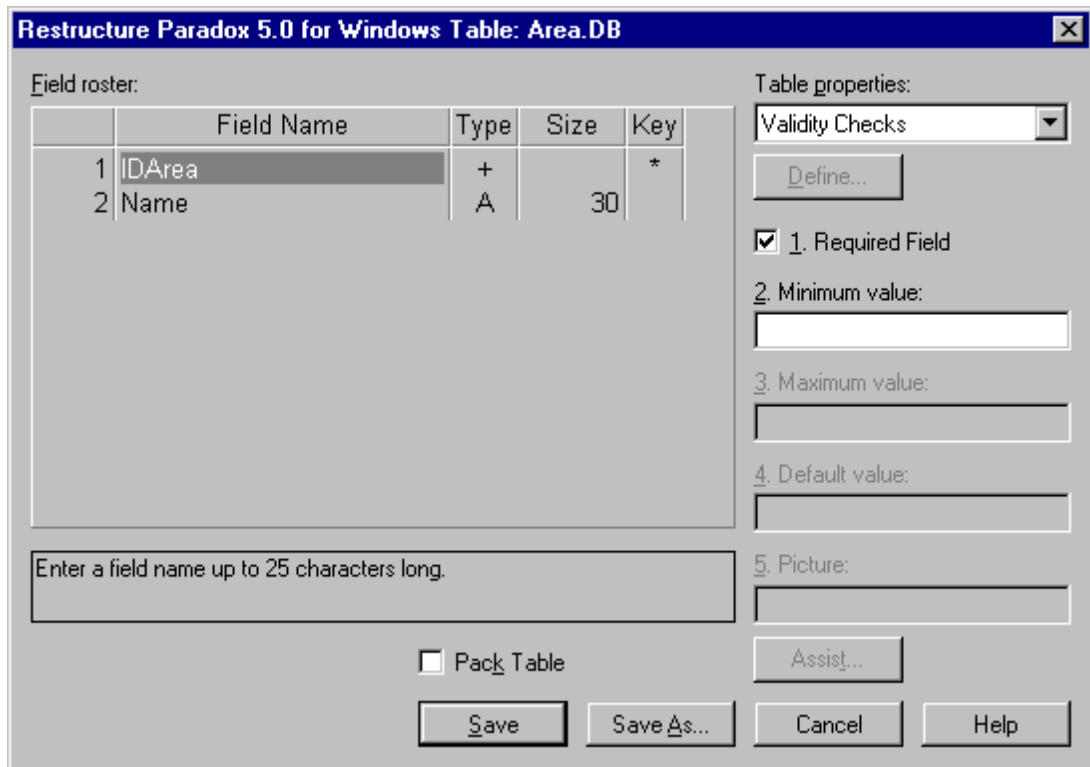 Restructure Paradox 5.0 for Windows Table: Area.DB
Field roster:
Field Name Type Size Key
1 IDArea + *
2 Name A 30
Enter a field name up to 25 characters long.
Pack Table
Table properties:
Validity Checks
Define...
1. Required Field
2. Minimum value:
3. Maximum value:
4. Default value:
5. Picture:
Assist...
Save Save As... Cancel Help